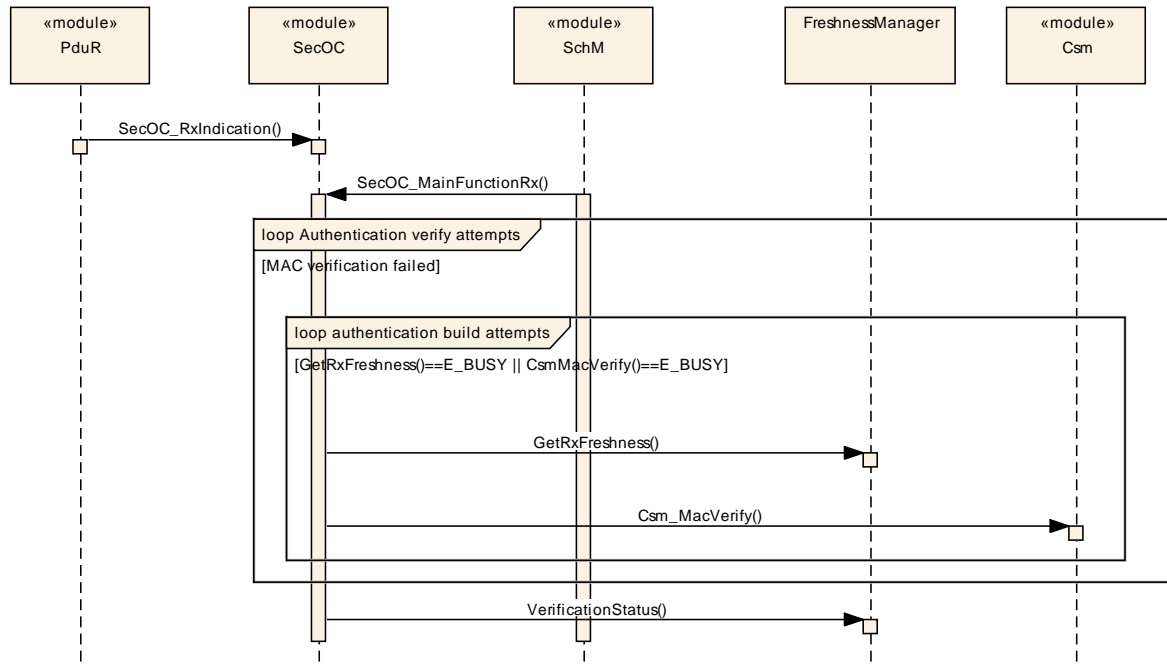 «module»
PduR
«module»
SecOC
«module»
SchM
FreshnessManager
«module»
Csm
SecOC_RxIndication()
SecOC_MainFunctionRx()
loop Authentication verify attempts
[MAC verification failed]
loop authentication build attempts
[GetRxFreshness()==E_BUSY || CsmMacVerify()==E_BUSY]
GetRxFreshness()
Csm_MacVerify()
VerificationStatus()